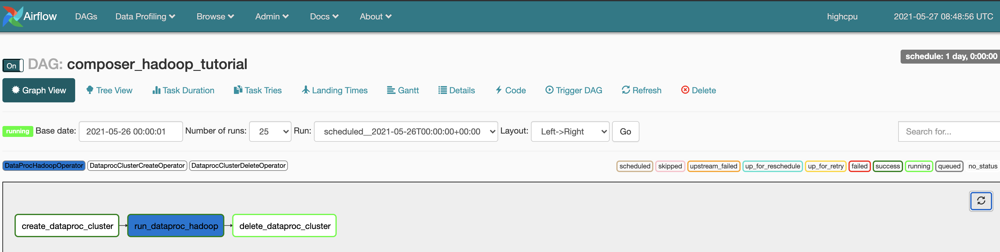 Airflow DAGs Data Profiling Browse Admin Docs About highcpu 2021-05-27 08:48:56 UTC
schedule: 1 day, 0:00:00
On DAG: composer_hadoop_tutorial
Graph View Tree View Task Duration Task Tries Landing Times Gantt Details Code Trigger DAG Refresh Delete
running Base date: 2021-05-26 00:00:01 Number of runs: 25 Run: scheduled__2021-05-26T00:00:00+00:00 Layout: Left->Right Go Search for...
DataProcHadoopOperator DataprocClusterCreateOperator DataprocClusterDeleteOperator scheduled skipped upstream_failed up_for_reschedule up_for_retry failed success running queued no_status
create_dataproc_cluster run_dataproc_hadoop delete_dataproc_cluster